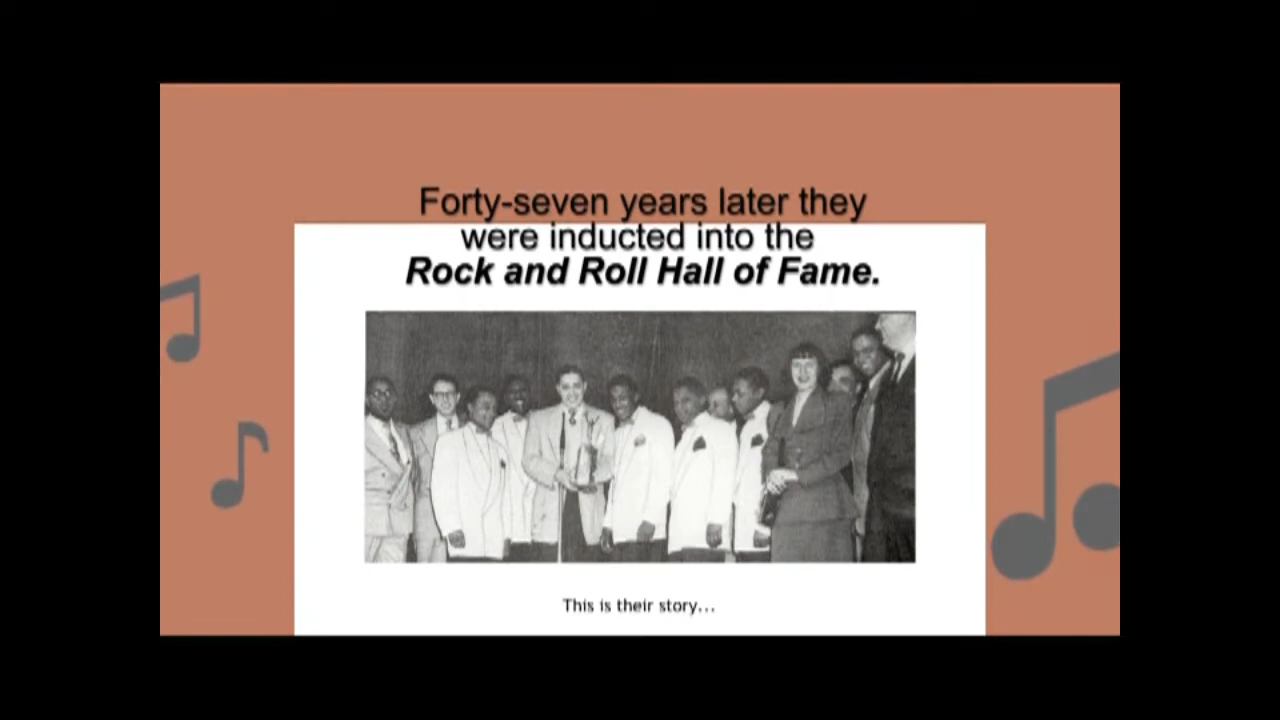 Forty-seven years later they
were inducted into the
Rock and Roll Hall of Fame.
This is their story...